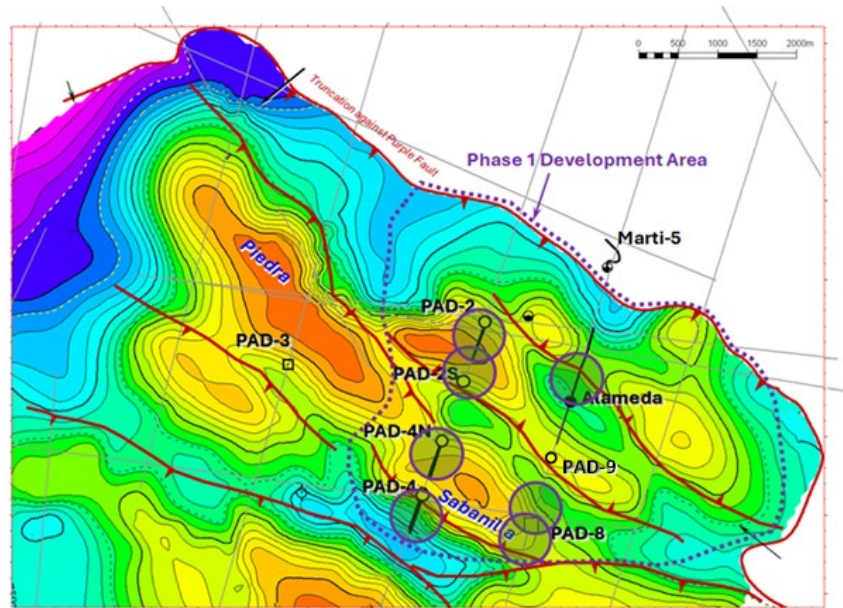 0 500 1000 1500 2000m
Truncation against Purple Fault
Phase 1 Development Area
Marti-5
Piedra
PAD-2
PAD-3
PAD-2S
Alameda
PAD-4N
PAD-9
PAD-4
Sabanilla
PAD-8